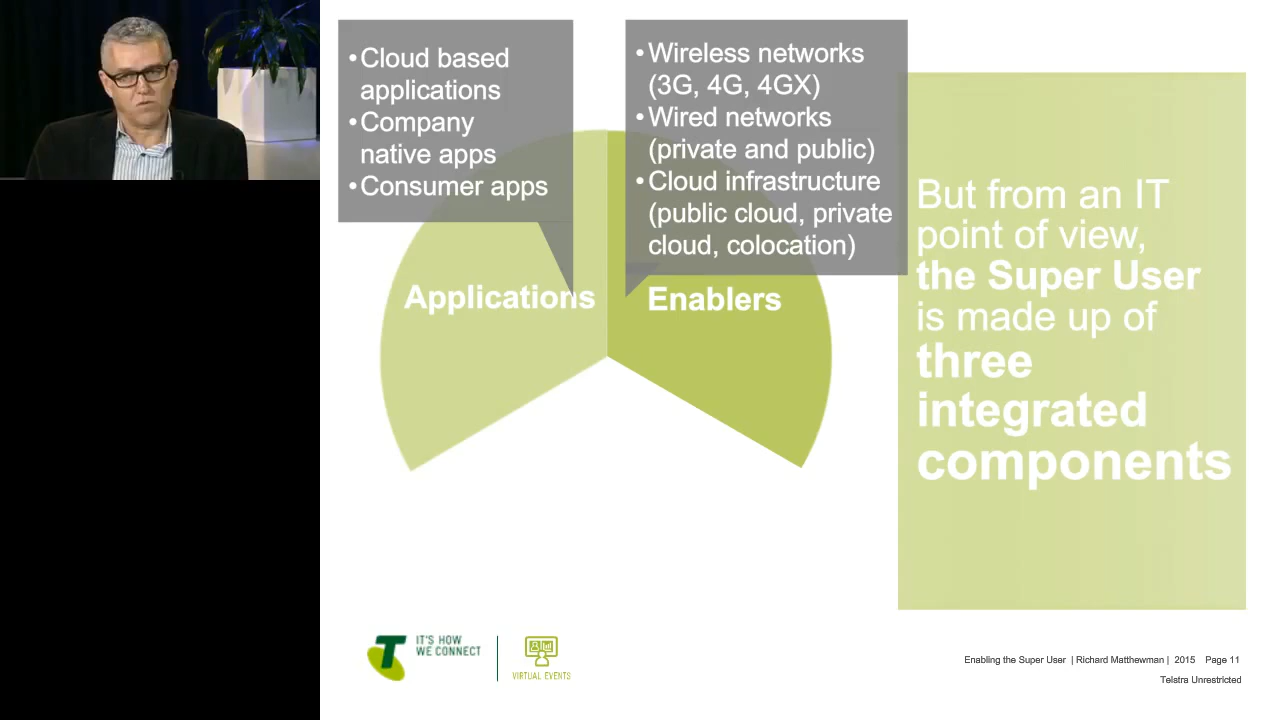 •Cloud based
applications
•Company
native apps
•Consumer apps
•Wireless networks
(3G, 4G, 4GX)
•Wired networks
(private and public)
•Cloud infrastructure
(public cloud, private
cloud, colocation)
Applications
Enablers
But from an IT
point of view,
the Super User
is made up of
three
integrated
components
T
IT'S HOW
WE CONNECT
VIRTUAL EVENTS
Enabling the Super User | Richard Matthewman | 2015 Page 11
Telstra Unrestricted